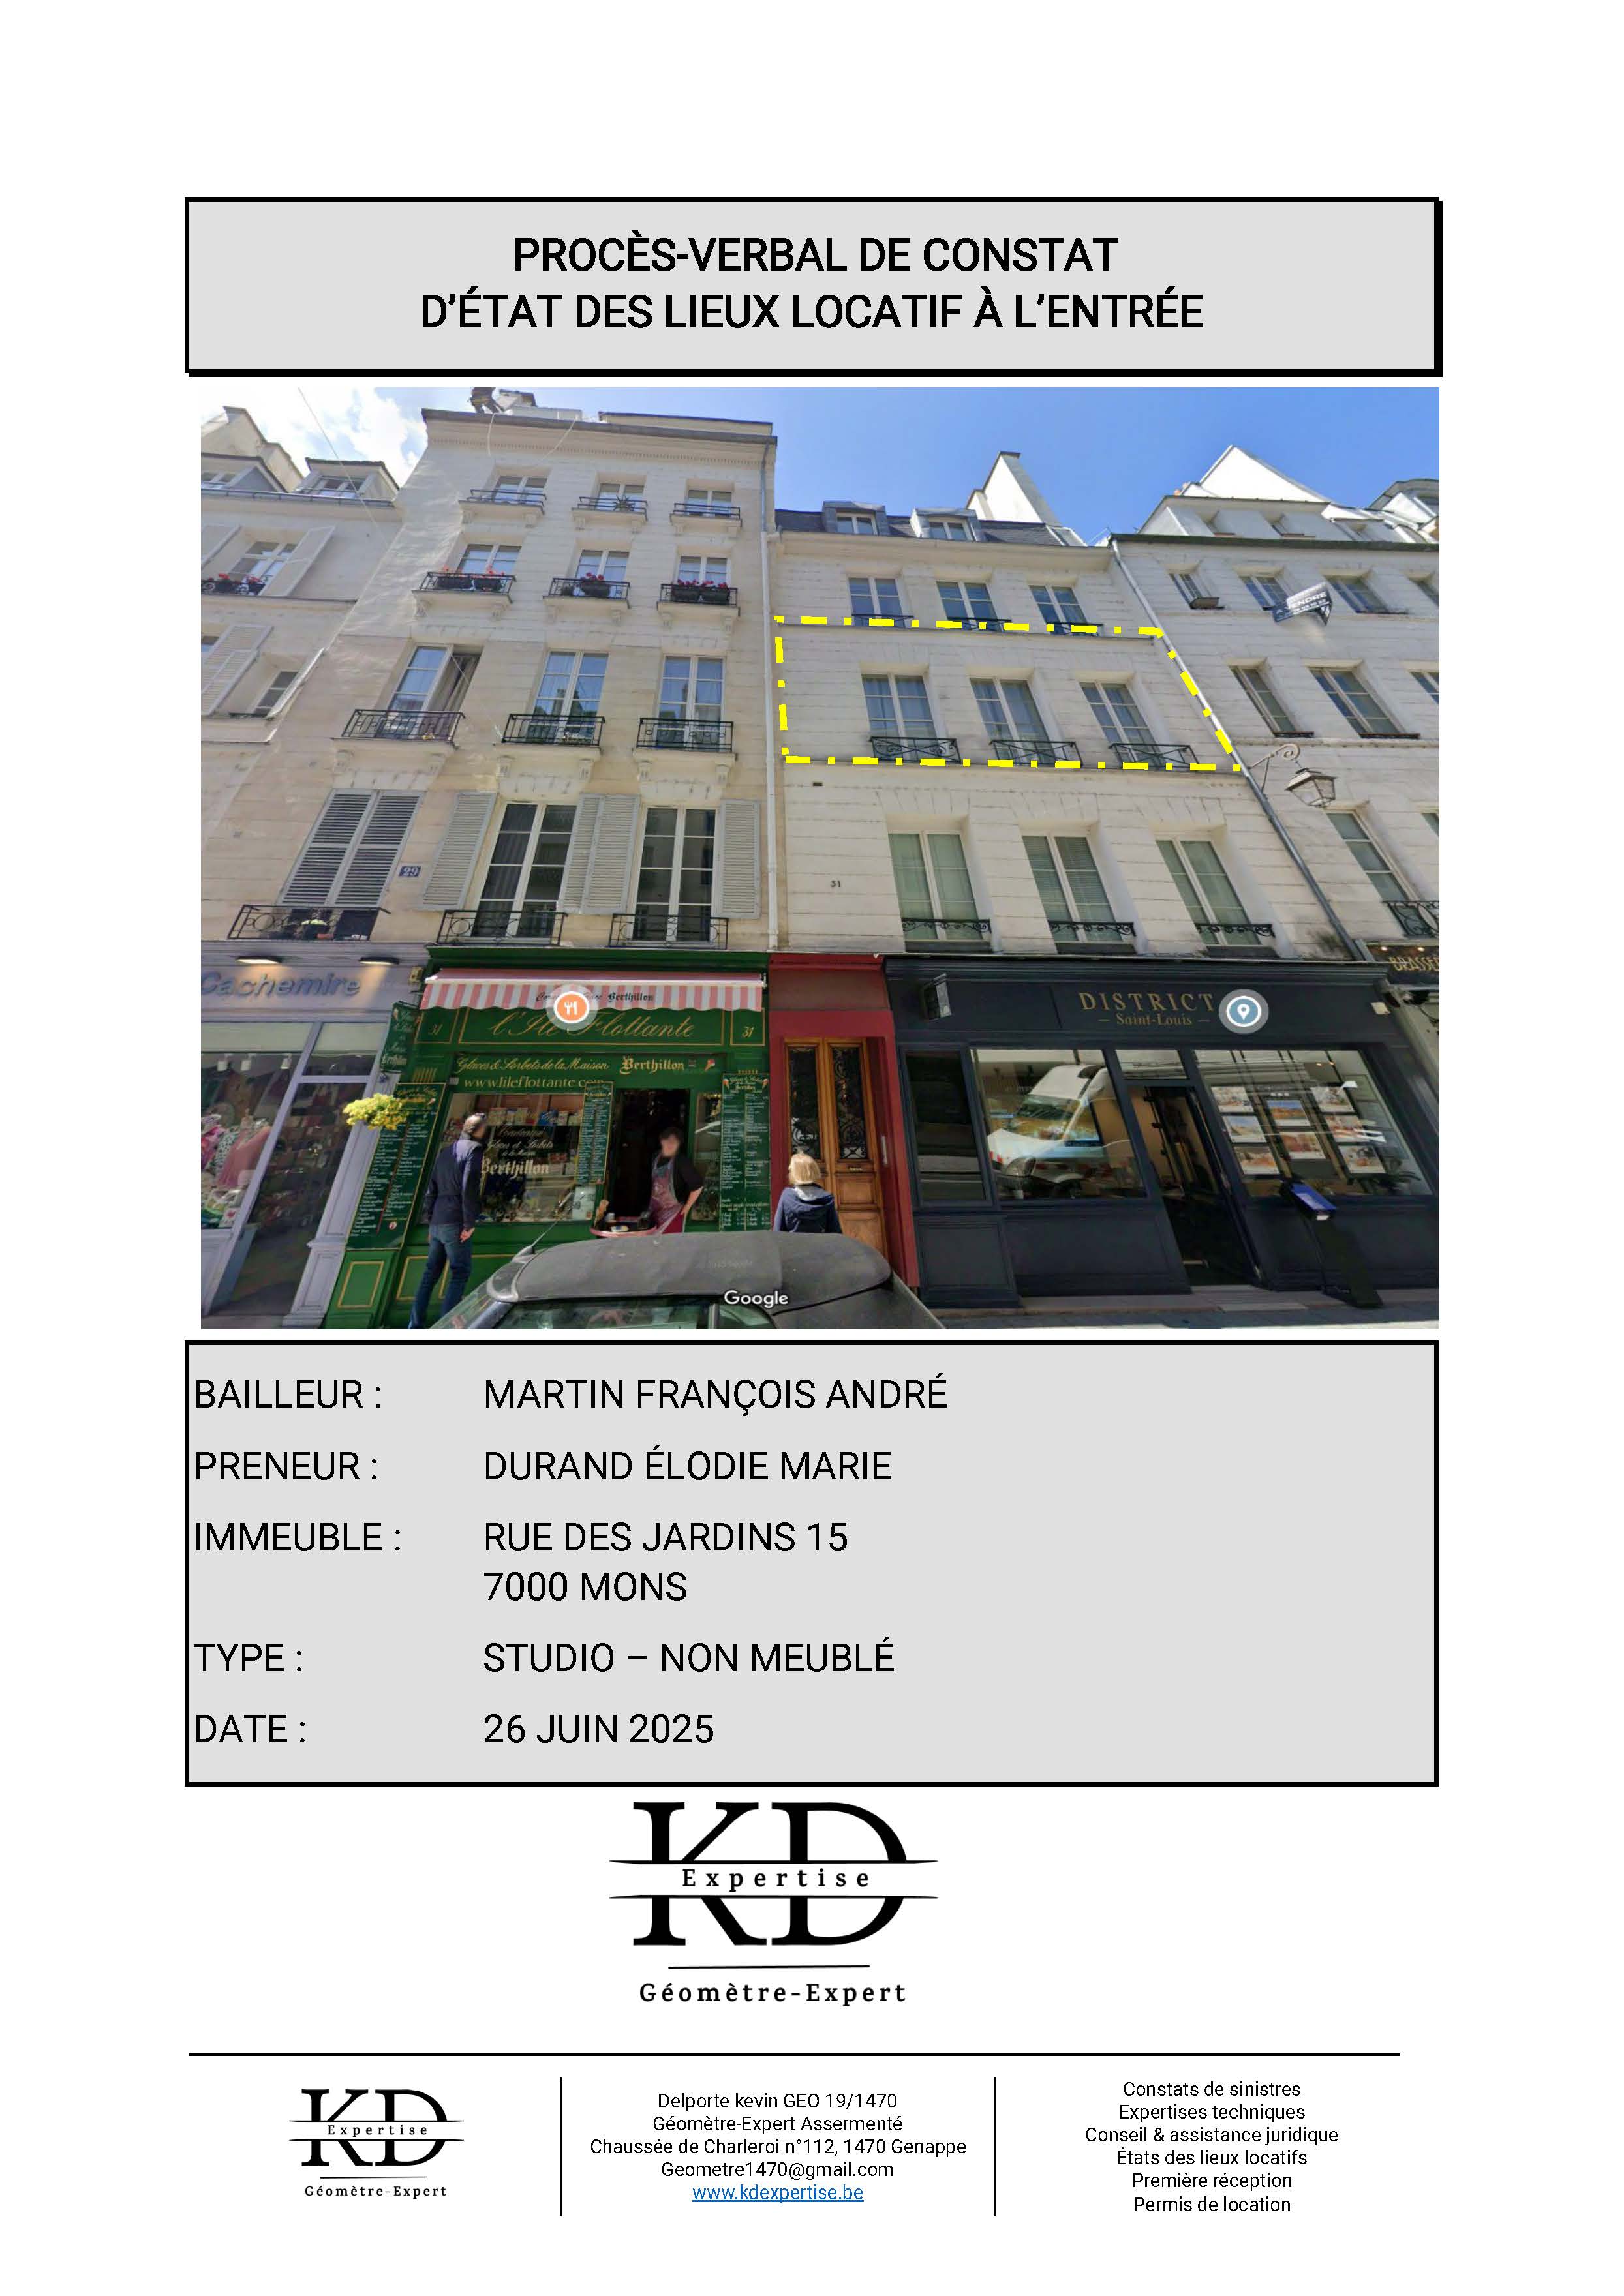 PROCÈS-VERBAL DE CONSTAT
D'ÉTAT DES LIEUX LOCATIF À L'ENTRÉE
A VENDRE
29
31
Cachemire
Berthillon
BRASSE
31
l'Île Flottante
31
DISTRICT
– Saint-Louis –
Glaces & Sorbets de la Maison Berthillon
www.lileflottante.com
Berthillon
Google
BAILLEUR : MARTIN FRANÇOIS ANDRÉ
PRENEUR : DURAND ÉLODIE MARIE
IMMEUBLE : RUE DES JARDINS 15
7000 MONS
TYPE : STUDIO – NON MEUBLÉ
DATE : 26 JUIN 2025
KD
Expertise
Géomètre-Expert
KD
Expertise
Géomètre-Expert
Delporte kevin GEO 19/1470
Géomètre-Expert Assermenté
Chaussée de Charleroi n°112, 1470 Genappe
Geometre1470@gmail.com
www.kdexpertise.be
Constats de sinistres
Expertises techniques
Conseil & assistance juridique
États des lieux locatifs
Première réception
Permis de location